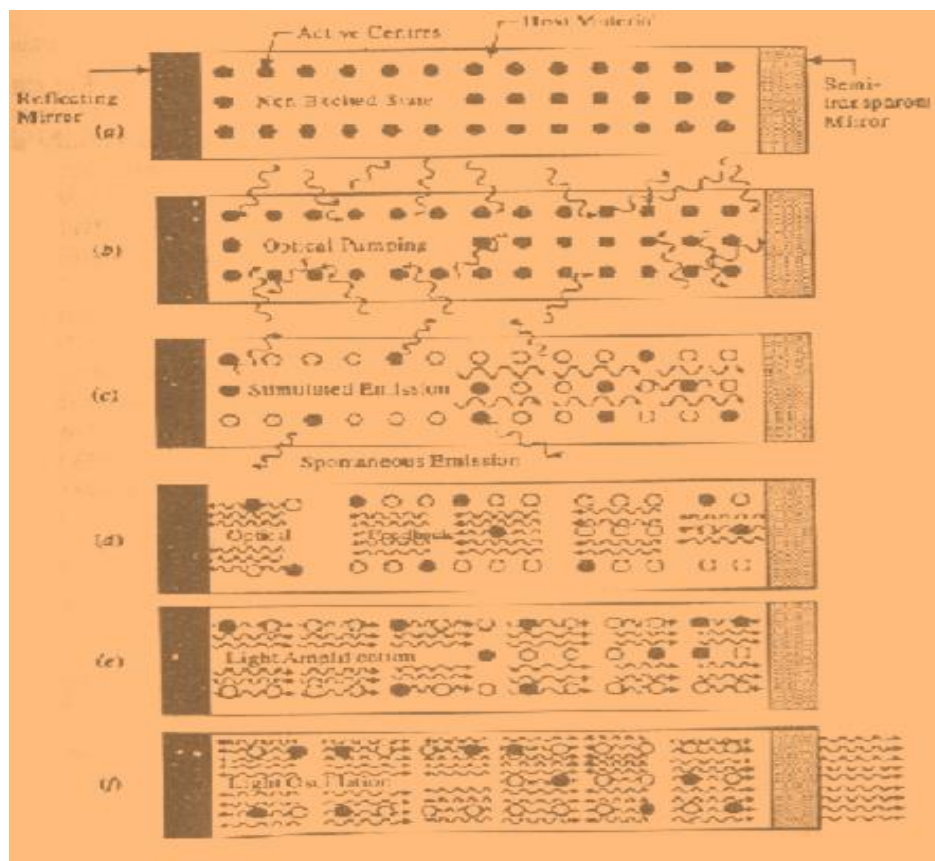 Host Material
Active Centres
Reflecting
Mirror
Semi-
transparent
Mirror
(a)
Non Excited State
(b)
Optical Pumping
(c)
Stimulated Emission
Spontaneous Emission
(d)
Optical Feedback
(e)
Light Amplification
(f)
Light Oscillation